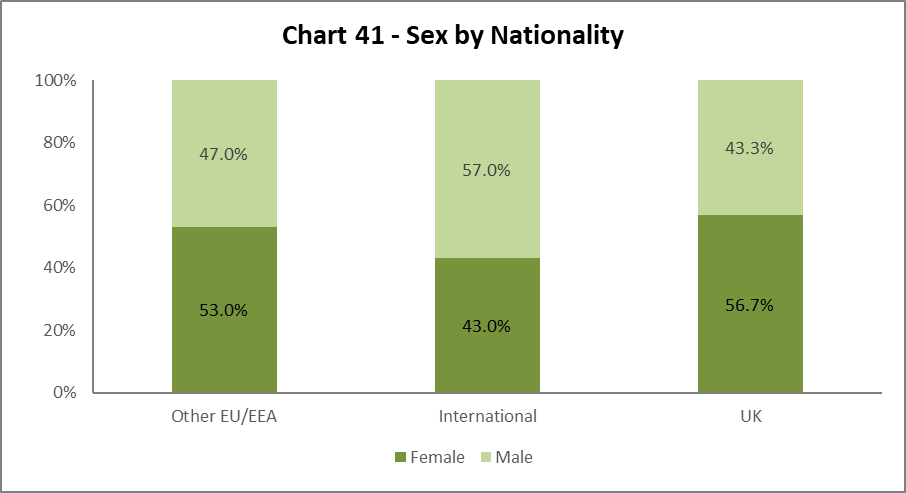 Chart 41 - Sex by Nationality
100%
80%
60%
40%
20%
0%
47.0%
57.0%
43.3%
53.0%
43.0%
56.7%
Other EU/EEA
International
UK
Female
Male